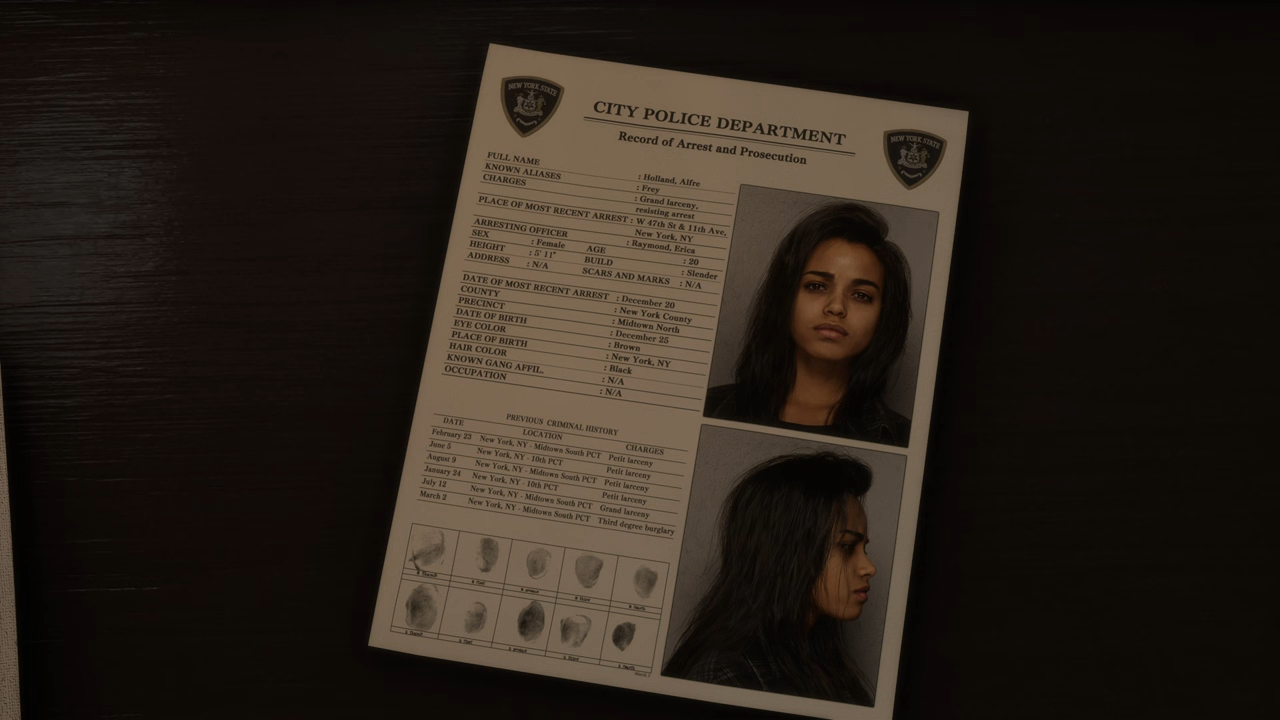 NEW YORK STATE
CITY POLICE DEPARTMENT
NEW YORK STATE
Record of Arrest and Prosecution
FULL NAME : Holland, Alfre
KNOWN ALIASES : Frey
CHARGES : Grand larceny,
resisting arrest
PLACE OF MOST RECENT ARREST : W 47th St & 11th Ave,
New York, NY
ARRESTING OFFICER : Raymond, Erica
SEX : Female AGE : 20
HEIGHT : 5' 11" BUILD : Slender
ADDRESS : N/A SCARS AND MARKS : N/A
DATE OF MOST RECENT ARREST : December 20
COUNTY : New York County
PRECINCT : Midtown North
DATE OF BIRTH : December 25
EYE COLOR : Brown
PLACE OF BIRTH : New York, NY
HAIR COLOR : Black
KNOWN GANG AFFIL. : N/A
OCCUPATION : N/A
PREVIOUS CRIMINAL HISTORY
DATE LOCATION CHARGES
February 23 New York, NY - Midtown South PCT Petit larceny
June 5 New York, NY - 10th PCT Petit larceny
August 9 New York, NY - Midtown South PCT Petit larceny
January 24 New York, NY - 10th PCT Petit larceny
July 12 New York, NY - Midtown South PCT Grand larceny
March 2 New York, NY - Midtown South PCT Third degree burglary